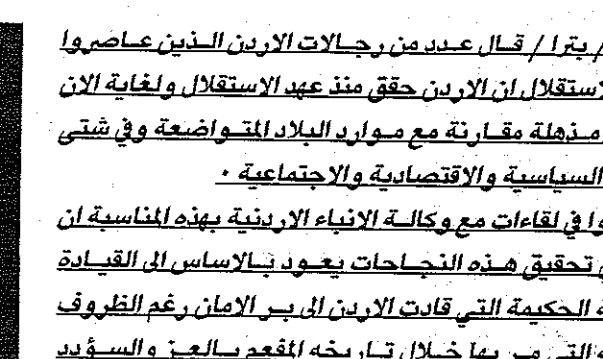 / بترا / قال عدد من رجالات الاردن الذين عاصروا
استقلال ان الاردن حقق منذ عهد الاستقلال ولغاية الان
مذهلة مقارنة مع موارد البلاد المتواضعة وفي شتى
السياسية والاقتصادية والاجتماعية .
وا في لقاءات مع وكالة الانباء الاردنية بهذه المناسبة ان
تحقيق هذه النجاحات يعود بالاساس الى القيادة
الحكيمة التي قادت الاردن الى بر الامان رغم الظروف
التي مر بها خلال تاريخه المفعم بالعز والسؤدد